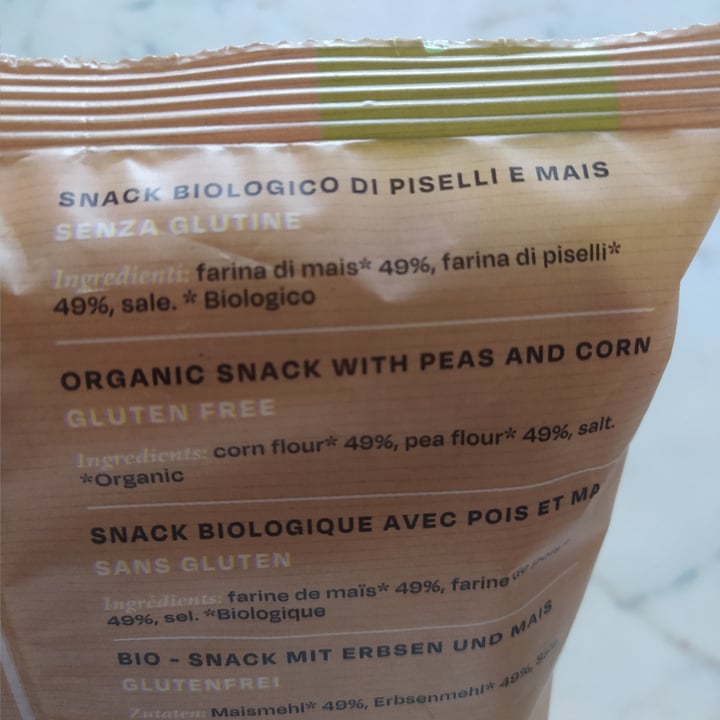 SNACK BIOLOGICO DI PISELLI E MAIS
SENZA GLUTINE
Ingredienti: farina di mais* 49%, farina di piselli*
49%, sale. * Biologico
ORGANIC SNACK WITH PEAS AND CORN
GLUTEN FREE
Ingredients: corn flour* 49%, pea flour* 49%, salt.
*Organic
SNACK BIOLOGIQUE AVEC POIS ET
SANS GLUTEN
Ingrédients: farine de maïs* 49%, farine de
49%, sel. *Biologique
BIO - SNACK MIT ERBSEN UND MAIS
GLUTENFREI
Zutaten: Maismehl* 49%, Erbsenmehl* 49%,